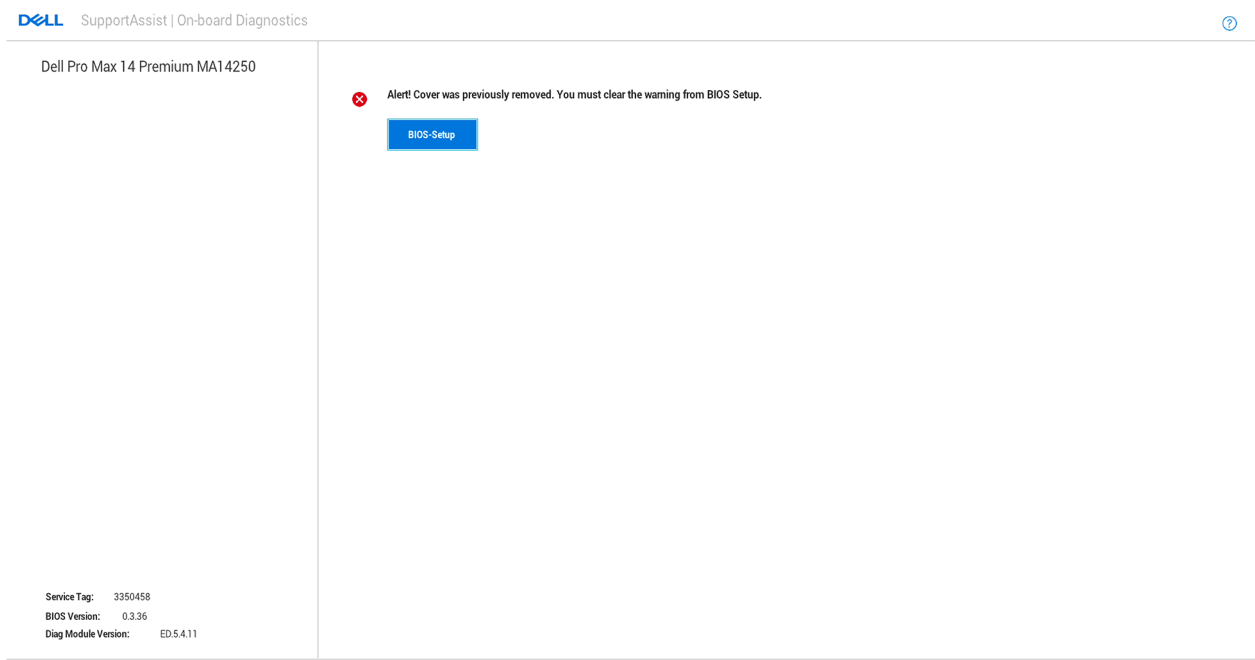 DELL SupportAssist | On-board Diagnostics
?
Dell Pro Max 14 Premium MA14250
Alert! Cover was previously removed. You must clear the warning from BIOS Setup.
BIOS-Setup
Service Tag: 3350458
BIOS Version: 0.3.36
Diag Module Version: ED.5.4.11